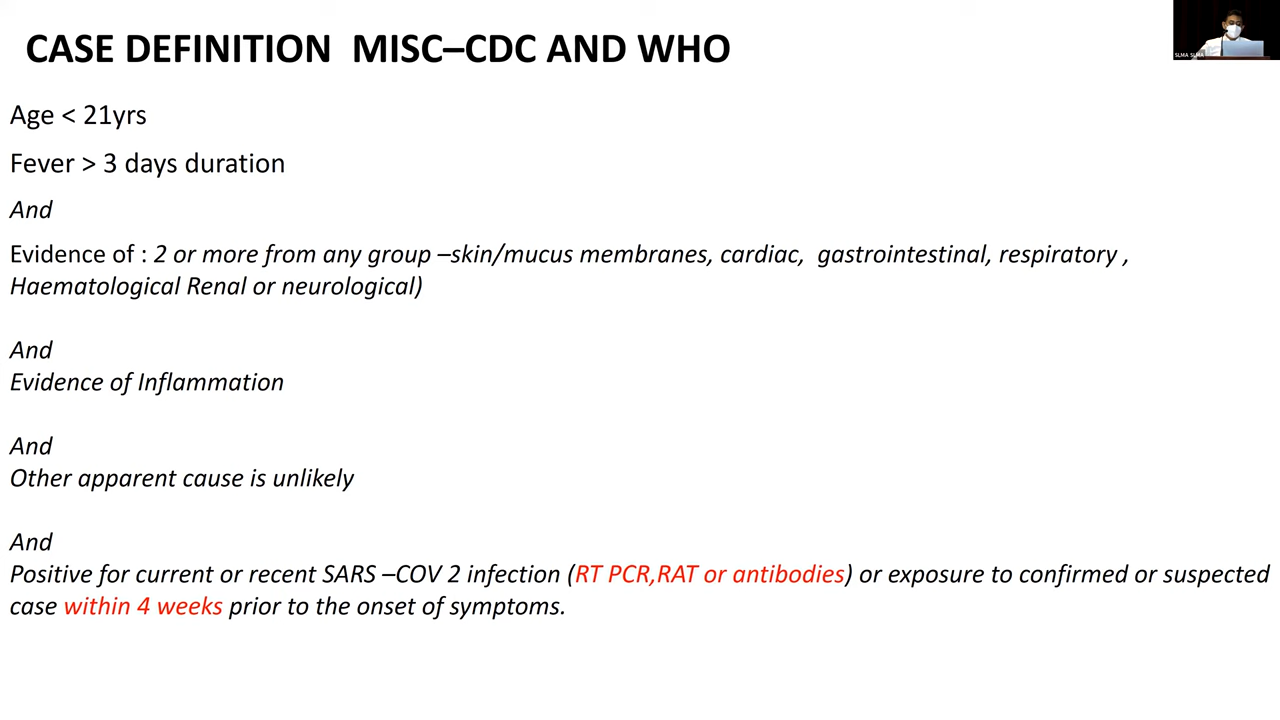 CASE DEFINITION MISC–CDC AND WHO
SLMA SLMA
Age < 21yrs
Fever > 3 days duration
And
Evidence of : 2 or more from any group –skin/mucus membranes, cardiac, gastrointestinal, respiratory ,
Haematological Renal or neurological)
And
Evidence of Inflammation
And
Other apparent cause is unlikely
And
Positive for current or recent SARS –COV 2 infection (RT PCR,RAT or antibodies) or exposure to confirmed or suspected
case within 4 weeks prior to the onset of symptoms.